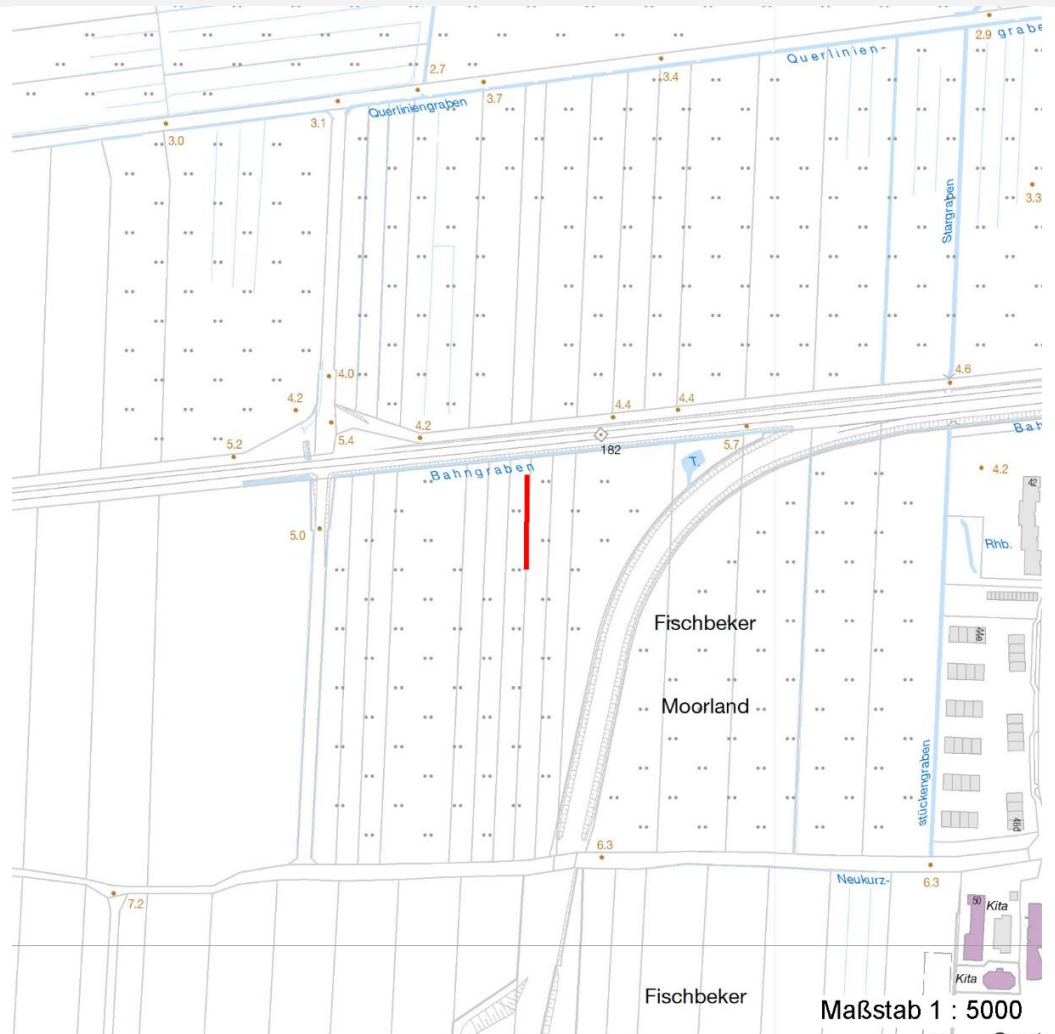 2.9
graben
Querlinien-
3.4
2.7
3.7
Querliniengraben
3.1
3.0
3.3
Stargraben
4.6
4.0
4.2
4.4
4.4
5.4
4.2
5.7
5.2
182
Bahngraben
Bah
T.
4.2
42
5.0
Rhb.
Fischbeker
44e
Moorland
stückengraben
48d
6.3
Neukurz-
6.3
7.2
50
Kita
Kita
Fischbeker
Maßstab 1 : 5000